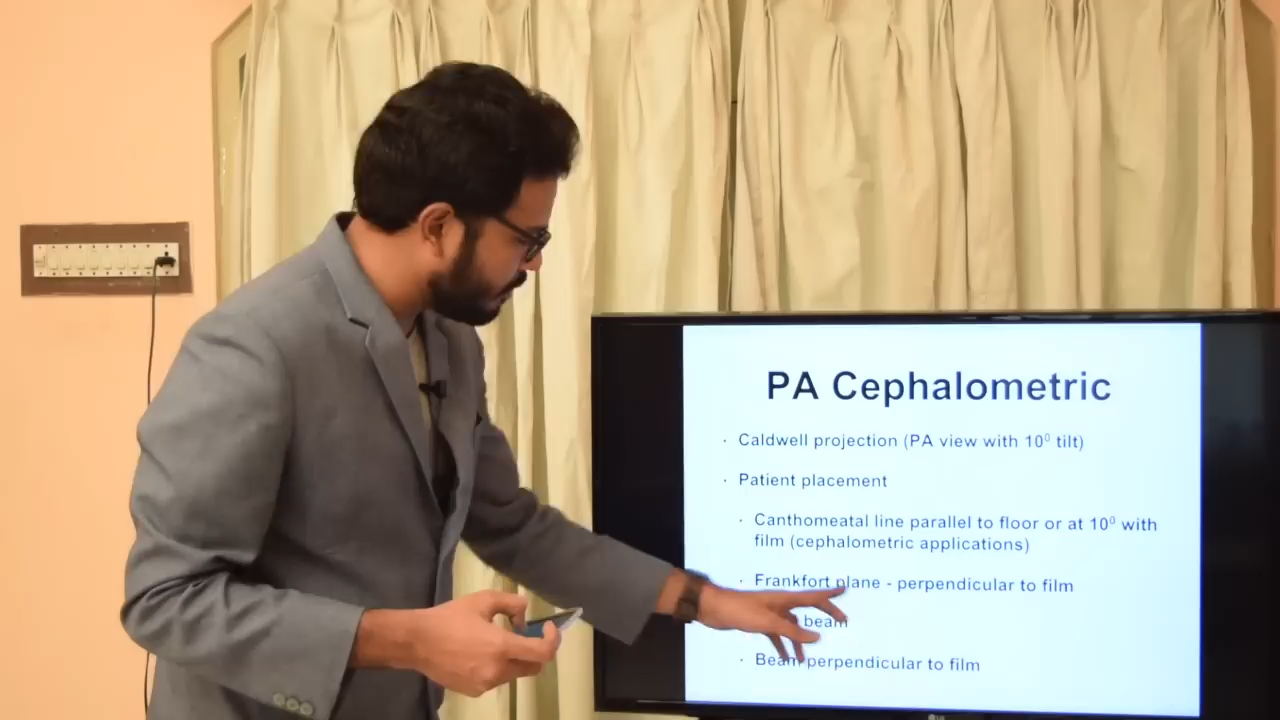 PA Cephalometric
· Caldwell projection (PA view with 10⁰ tilt)
· Patient placement
· Canthomeatal line parallel to floor or at 10⁰ with
film (cephalometric applications)
· Frankfort plane - perpendicular to film
beam
· Beam perpendicular to film
LG